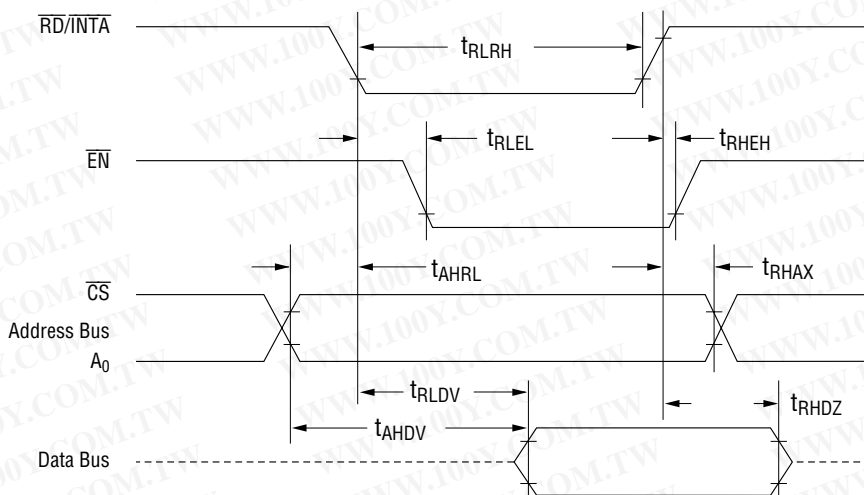 RD/INTA
tRLRH
tRLEL
tRHEH
EN
tAHRL
tRHAX
CS
Address Bus
A0
tRLDV
tRHDZ
tAHDV
Data Bus
WWW.100Y.COM.TW